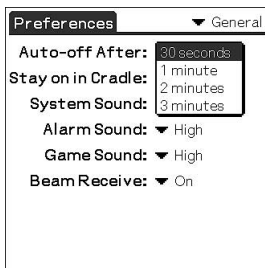 Preferences General
Auto-off After: 30 seconds
1 minute
Stay on in Cradle:
2 minutes
System Sound: 3 minutes
Alarm Sound: High
Game Sound: High
Beam Receive: On